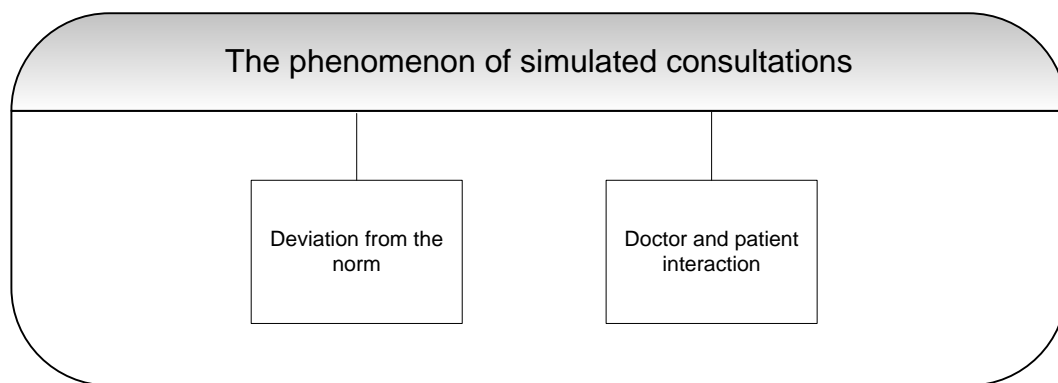 The phenomenon of simulated consultations
Deviation from the
norm
Doctor and patient
interaction